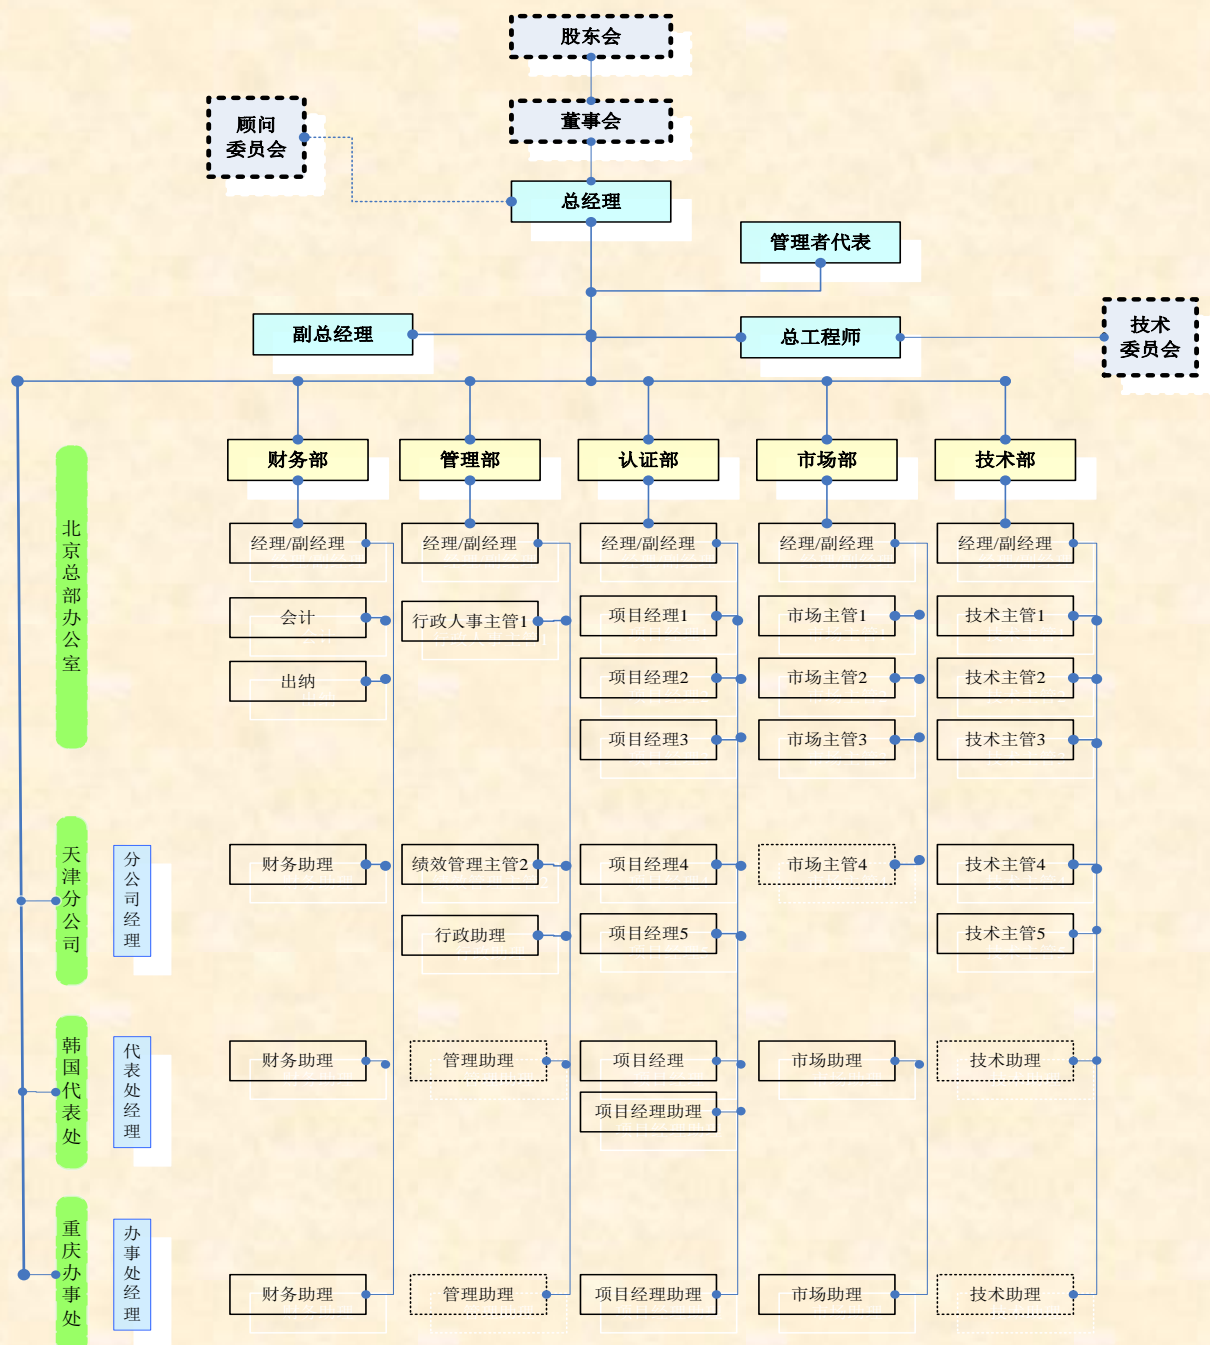 股东会
顾问
委员会
董事会
总经理
管理者代表
副总经理
总工程师
技术
委员会
财务部
管理部
认证部
市场部
技术部
北京总部办公室
经理/副经理
经理/副经理
经理/副经理
经理/副经理
经理/副经理
会计
行政人事主管1
项目经理1
市场主管1
技术主管1
出纳
项目经理2
市场主管2
技术主管2
项目经理3
市场主管3
技术主管3
天津分公司
分公司经理
财务助理
绩效管理主管2
项目经理4
市场主管4
技术主管4
行政助理
项目经理5
技术主管5
韩国代表处
代表处经理
财务助理
管理助理
项目经理
市场助理
技术助理
项目经理助理
重庆办事处
办事处经理
财务助理
管理助理
项目经理助理
市场助理
技术助理